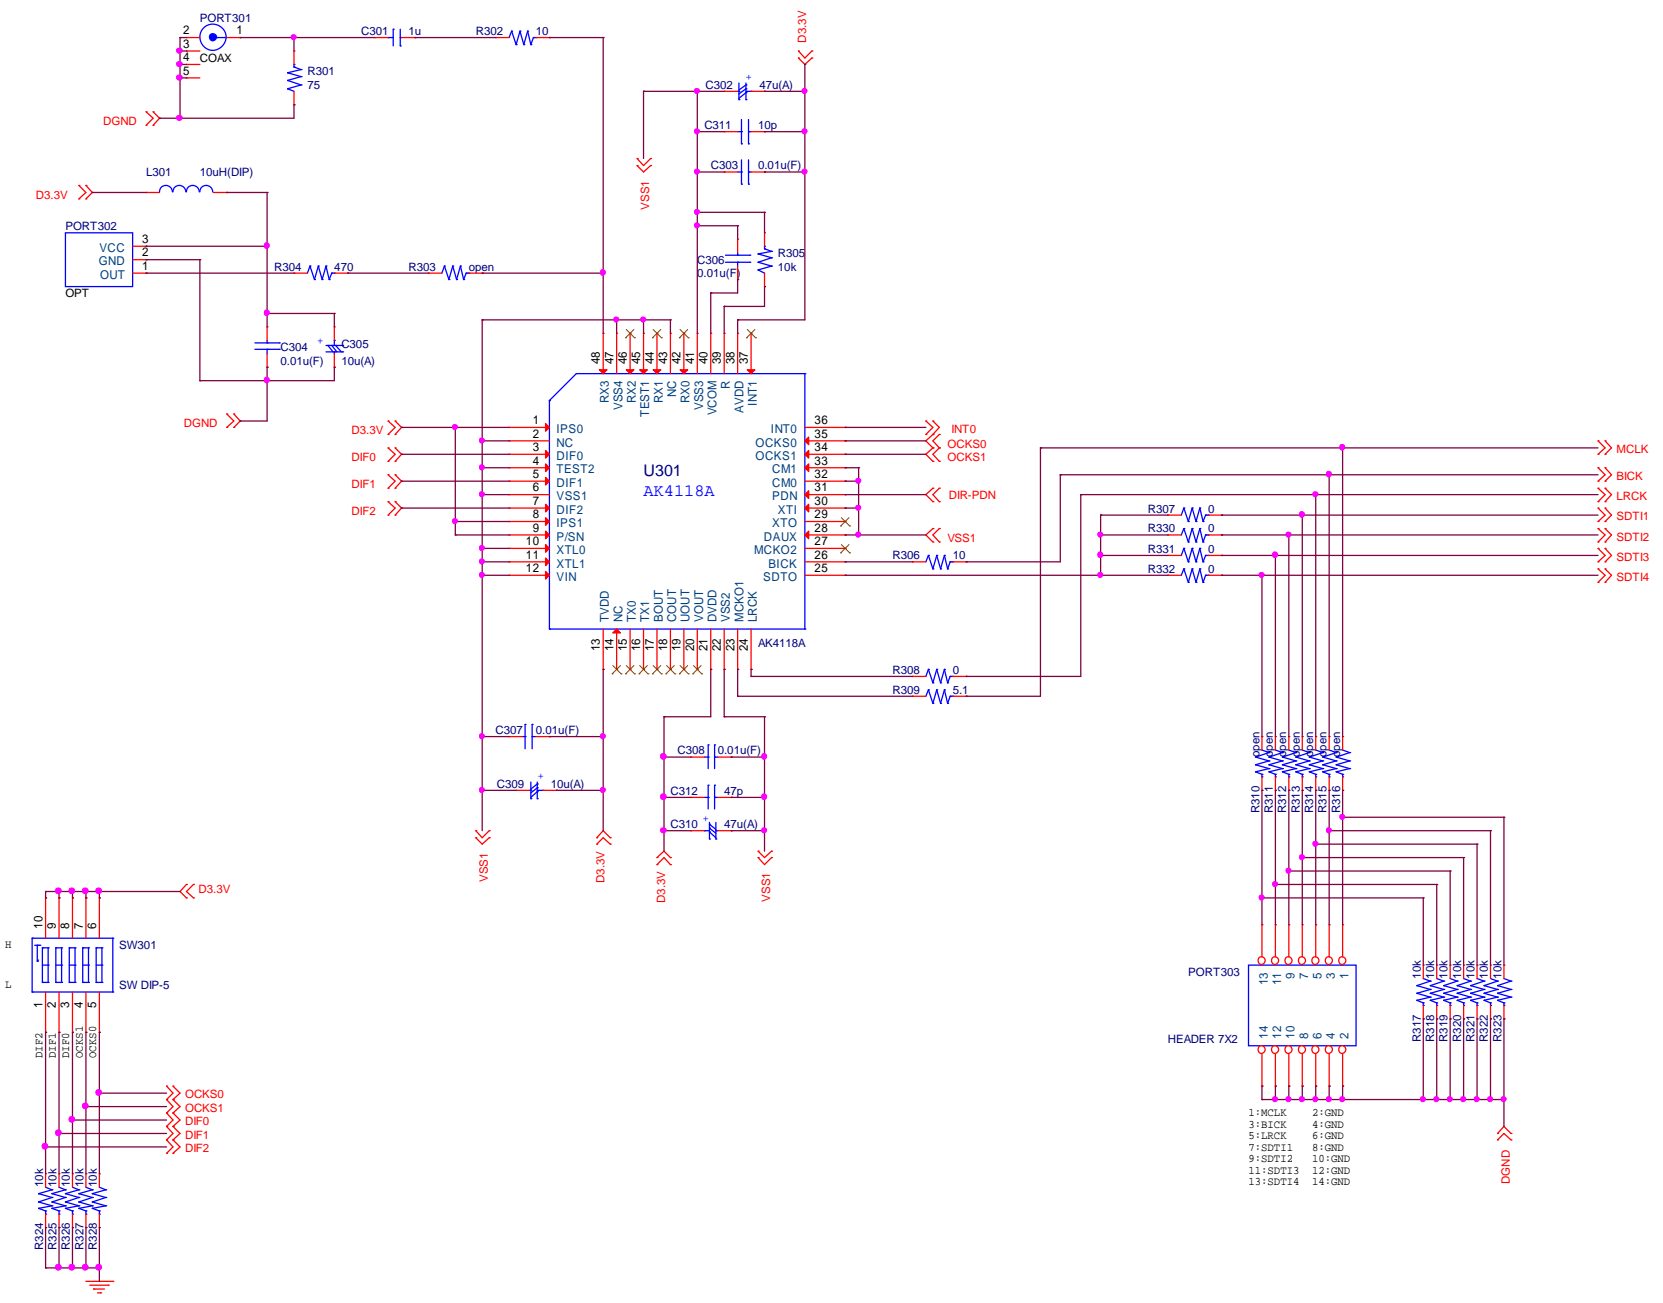 PORT301
2
1
3
4
5
COAX
R301
75
DGND
C301
1u
R302
10
D3.3V
C302
+
47u(A)
C311
10p
C303
0.01u(F)
VSS1
C306
0.01u(F)
R305
10k
L301
10uH(DIP)
D3.3V
PORT302
VCC
GND
OUT
3
2
1
OPT
R304
470
R303
open
C304
0.01u(F)
+
C305
10u(A)
DGND
48
47
46
45
44
43
42
41
40
39
38
37
RX3
VSS4
RX2
TEST1
RX1
NC
RX0
VSS3
VCOM
R
AVDD
INT1
D3.3V
DIF0
DIF1
DIF2
1 IPS0
2 NC
3 DIF0
4 TEST2
5 DIF1
6 VSS1
7 DIF2
8 IPS1
9 P/SN
10 XTL0
11 XTL1
12 VIN
U301
AK4118A
INT0 36
OCKS0 35
OCKS1 34
CM1 33
CM0 32
PDN 31
XTI 30
XTO 29
DAUX 28
MCKO2 27
BICK 26
SDTO 25
INT0
OCKS0
OCKS1
DIR-PDN
VSS1
TVDD
NC
TX0
TX1
BOUT
COUT
UOUT
VOUT
DVDD
VSS2
MCKO1
LRCK
13
14
15
16
17
18
19
20
21
22
23
24
AK4118A
R306
10
R307
0
R330
0
R331
0
R332
0
MCLK
BICK
LRCK
SDTI1
SDTI2
SDTI3
SDTI4
R308
0
R309
5.1
C307
0.01u(F)
C309
+
10u(A)
VSS1
D3.3V
C308
0.01u(F)
C312
47p
C310
+
47u(A)
D3.3V
VSS1
open
open
open
open
open
open
open
R310
R311
R312
R313
R314
R315
R316
D3.3V
10
9
8
7
6
H
L
SW301
SW DIP-5
1
2
3
4
5
DIF2
DIF1
DIF0
OCKS1
OCKS0
OCKS0
OCKS1
DIF0
DIF1
DIF2
10k
10k
10k
10k
10k
R324
R325
R326
R327
R328
PORT303
13
11
9
7
5
3
1
14
12
10
8
6
4
2
HEADER 7X2
10k
10k
10k
10k
10k
10k
10k
R317
R318
R319
R320
R321
R322
R323
1:MCLK 2:GND
3:BICK 4:GND
5:LRCK 6:GND
7:SDTI1 8:GND
9:SDTI2 10:GND
11:SDTI3 12:GND
13:SDTI4 14:GND
DGND